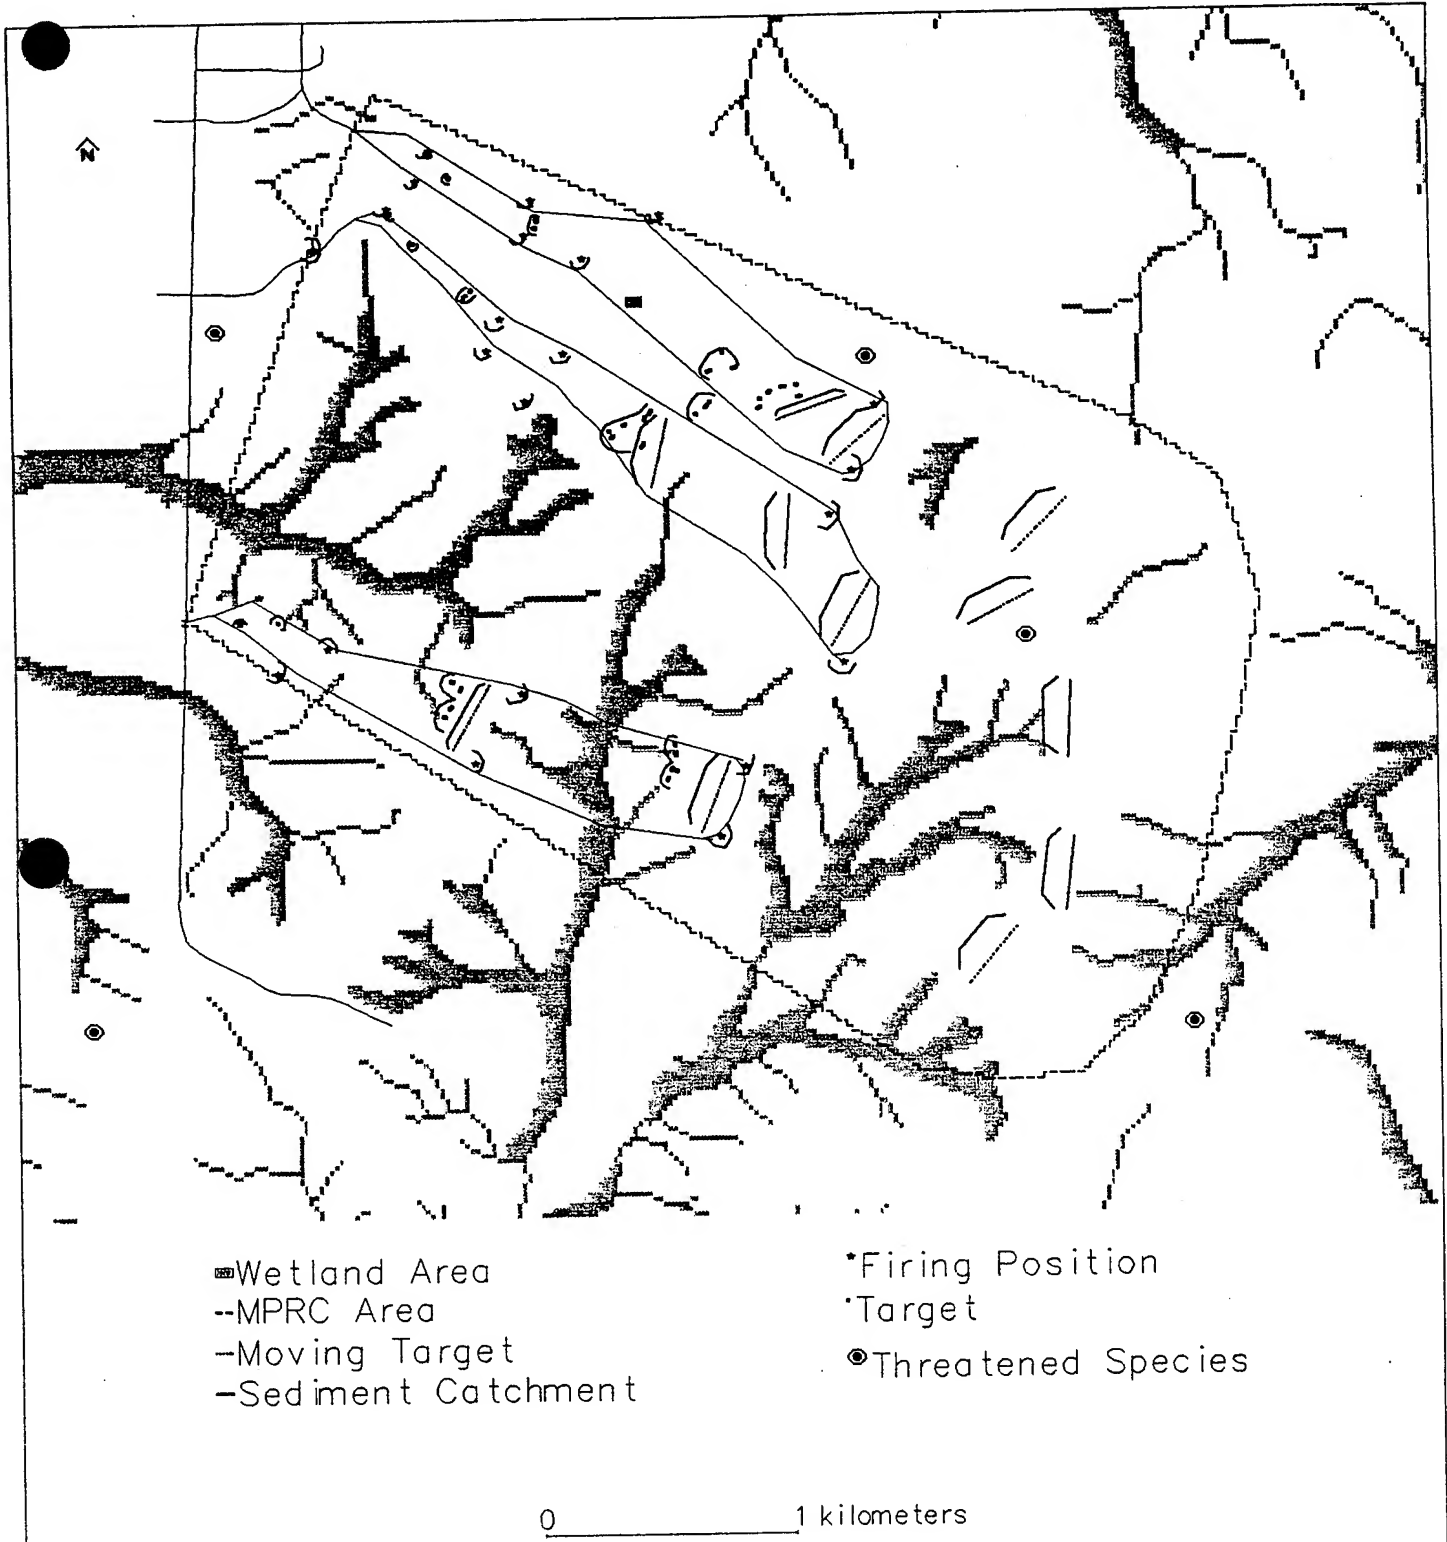 N
Wetland Area
MPRC Area
Moving Target
Sediment Catchment
Firing Position
Target
Threatened Species
0 1 kilometers